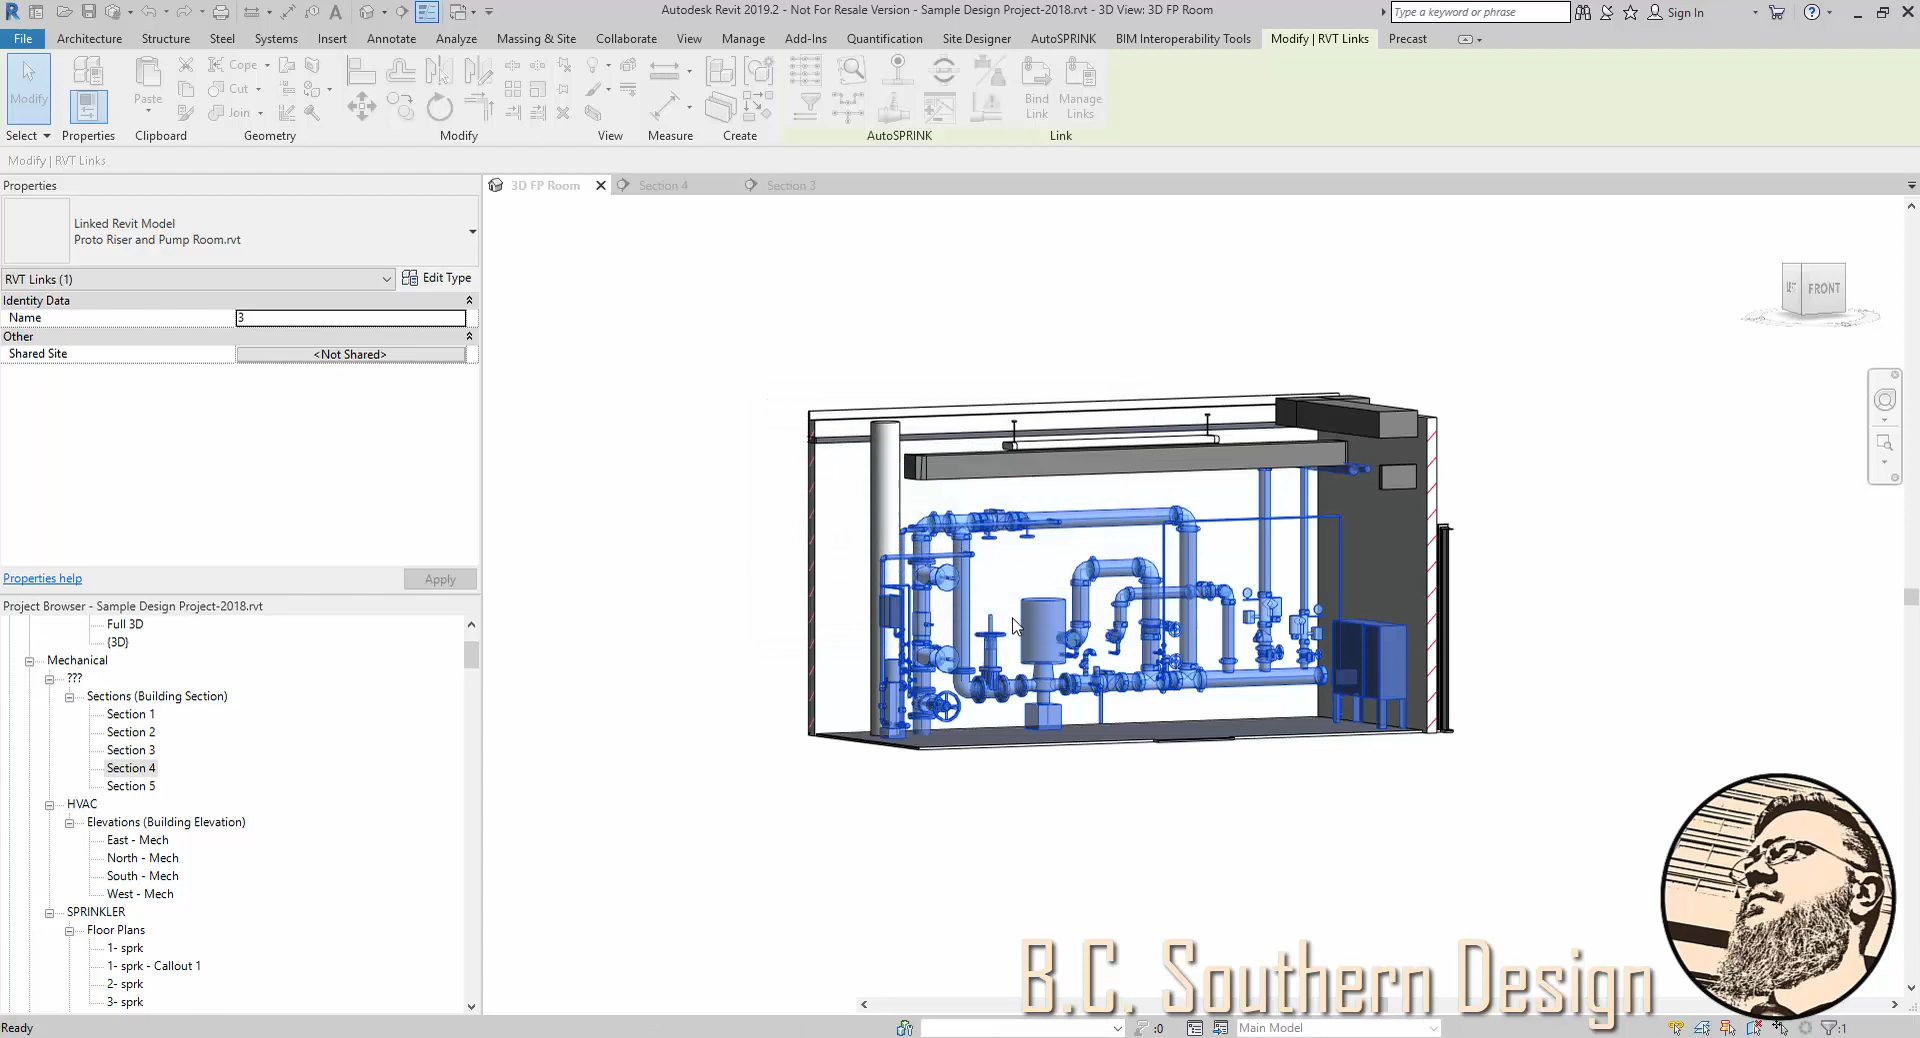 Autodesk Revit 2019.2 - Not For Resale Version - Sample Design Project-2018.rvt - 3D View: 3D FP Room
Type a keyword or phrase
Sign In
File Architecture Structure Steel Systems Insert Annotate Analyze Massing & Site Collaborate View Manage Add-Ins Quantification Site Designer AutoSPRINK BIM Interoperability Tools Modify | RVT Links Precast
Modify
Paste
Cope
Cut
Join
Bind Link
Manage Links
Select Properties Clipboard Geometry Modify View Measure Create AutoSPRINK Link
Modify | RVT Links
Properties
3D FP Room Section 4 Section 3
Linked Revit Model
Proto Riser and Pump Room.rvt
RVT Links (1) Edit Type
Identity Data
Name 3
Other
Shared Site <Not Shared>
FRONT
Properties help Apply
Project Browser - Sample Design Project-2018.rvt
Full 3D
{3D}
Mechanical
???
Sections (Building Section)
Section 1
Section 2
Section 3
Section 4
Section 5
HVAC
Elevations (Building Elevation)
East - Mech
North - Mech
South - Mech
West - Mech
SPRINKLER
Floor Plans
1- sprk
1- sprk - Callout 1
2- sprk
3- sprk
B.C. Southern Design
Ready
:0
Main Model
:1